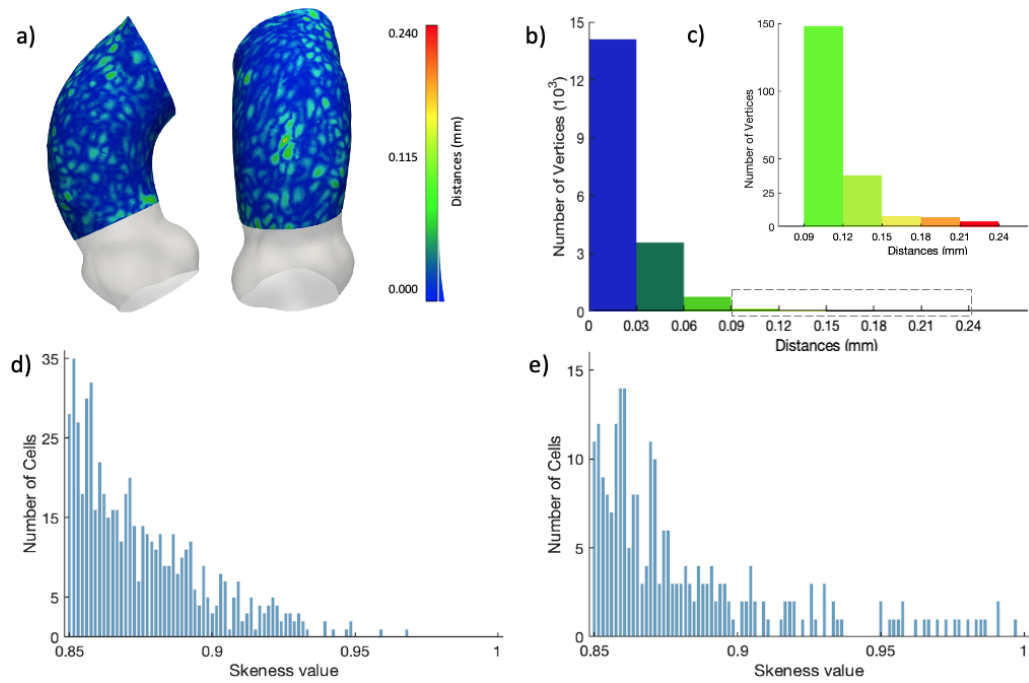 a)
0.240
0.115
0.000
Distances (mm)
b)
15
12
9
6
3
0
Number of Vertices (10³)
0 0.03 0.06 0.09 0.12 0.15 0.18 0.21 0.24
Distances (mm)
c)
150
100
50
25
0
Number of Vertices
0.09 0.12 0.15 0.18 0.21 0.24
Distances (mm)
d)
35
25
15
5
0
Number of Cells
0.85 0.9 0.95 1
Skeness value
e)
15
10
5
0
Number of Cells
0.85 0.9 0.95 1
Skeness value